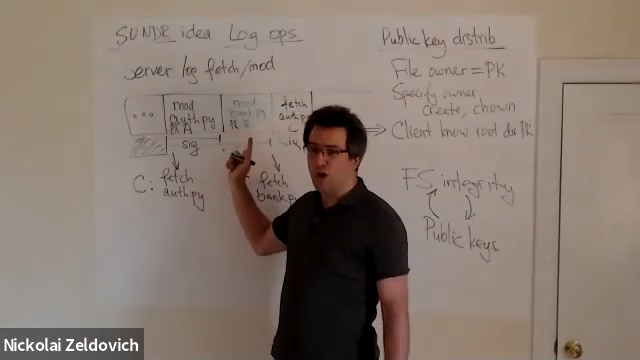 SUNDR idea Log ops
server log fetch/mod
...
mod
auth.py
PK A
mod
bank.py
PK B
fetch
auth.py
C
sig
C: fetch
auth.py
fetch
bank.py
Public key distrib
File owner = PK
Specify owner
create, chown
⇒ Client know root dir PK
FS integrity
Public keys
Nickolai Zeldovich